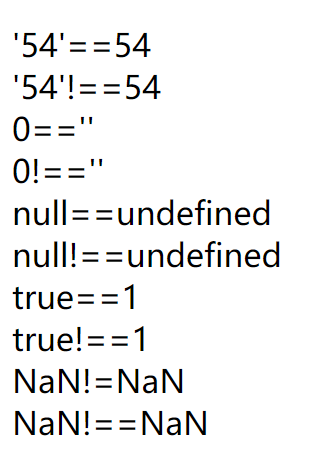 '54'==54
'54'!==54
0==''
0!==''
null==undefined
null!==undefined
true==1
true!==1
NaN!=NaN
NaN!==NaN